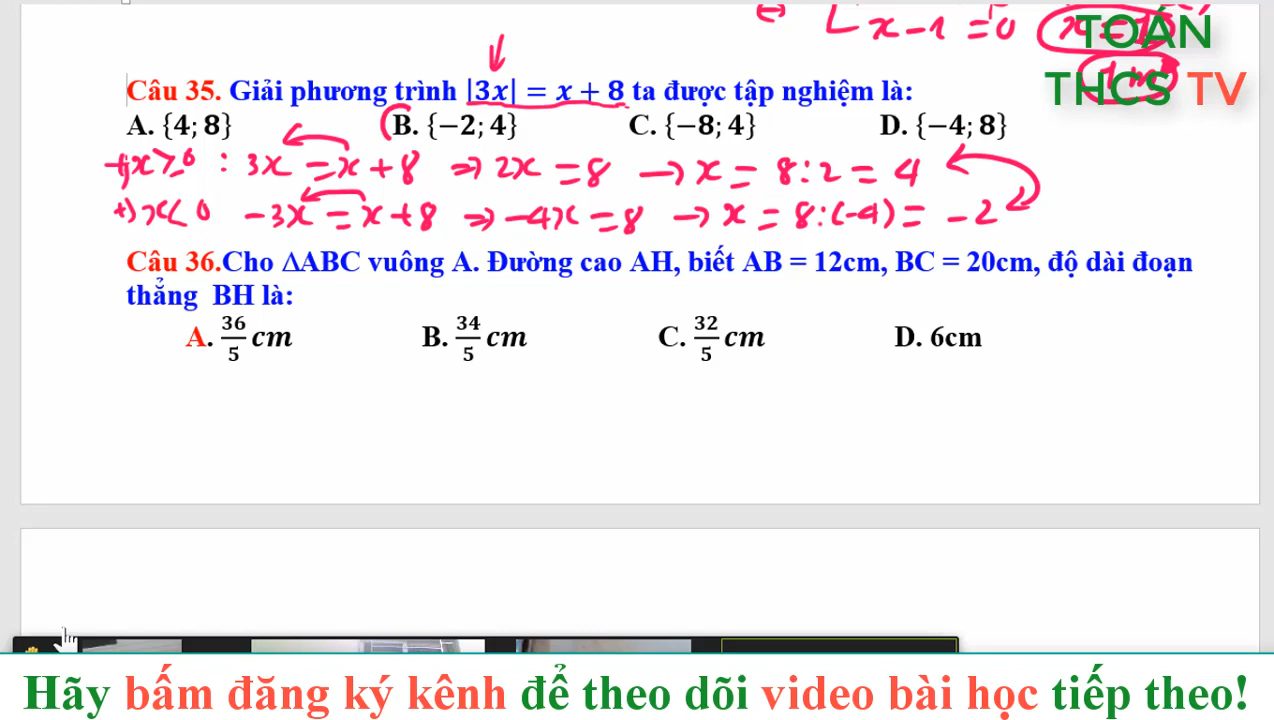 x − 1 = 0
TOÁN
THCS TV
Câu 35. Giải phương trình |3x| = x + 8 ta được tập nghiệm là:
A. {4; 8} B. {−2; 4} C. {−8; 4} D. {−4; 8}
+) x ≥ 0 : 3x = x + 8 => 2x = 8 → x = 8 : 2 = 4
+) x < 0 − 3x = x + 8 => −4x = 8 → x = 8 : (−4) = −2
Câu 36.Cho ΔABC vuông A. Đường cao AH, biết AB = 12cm, BC = 20cm, độ dài đoạn
thẳng BH là:
A. 36/5 cm B. 34/5 cm C. 32/5 cm D. 6cm
Hãy bấm đăng ký kênh để theo dõi video bài học tiếp theo!